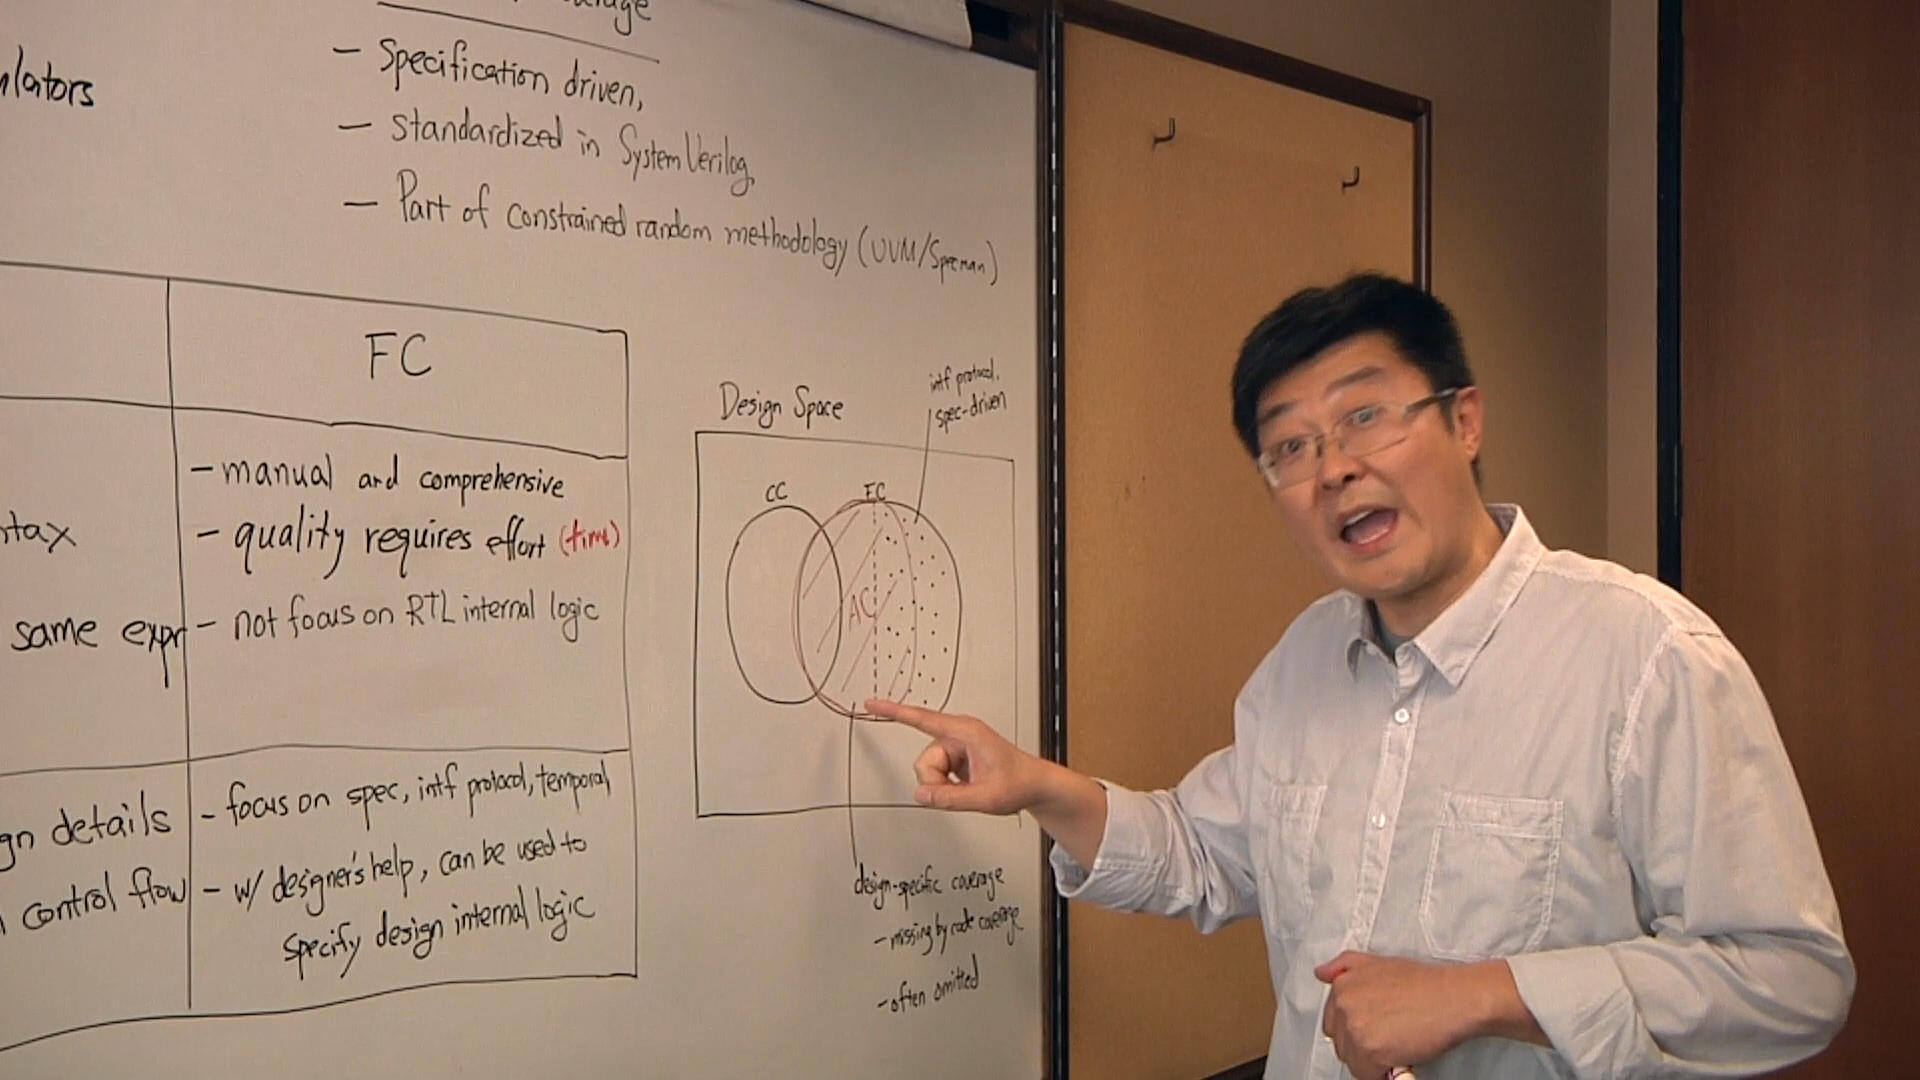 - Specification driven,
- standardized in SystemVerilog,
- Part of constrained random methodology (UVM/Specman)
FC
- manual and comprehensive
- quality requires effort (time)
same expr
- not focus on RTL internal logic
details
- focus on spec, intf protocol, temporal
control flow
- w/ designer's help, can be used to
specify design internal logic
Design Space
intf protocol,
spec-driven
CC
FC
AC
design-specific coverage
- missing by code coverage
- often omitted